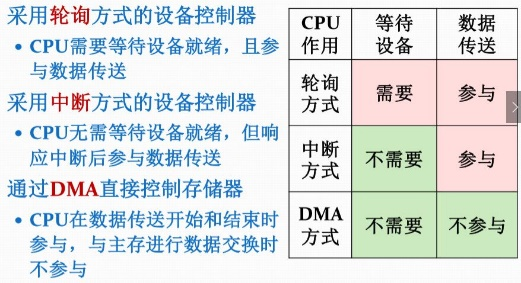 采用轮询方式的设备控制器
• CPU需要等待设备就绪，且参
与数据传送
采用中断方式的设备控制器
• CPU无需等待设备就绪，但响
应中断后参与数据传送
通过DMA直接控制存储器
• CPU在数据传送开始和结束时
参与，与主存进行数据交换时
不参与
CPU
作用 等待
设备 数据
传送
轮询
方式 需要 参与
中断
方式 不需要 参与
DMA
方式 不需要 不参与